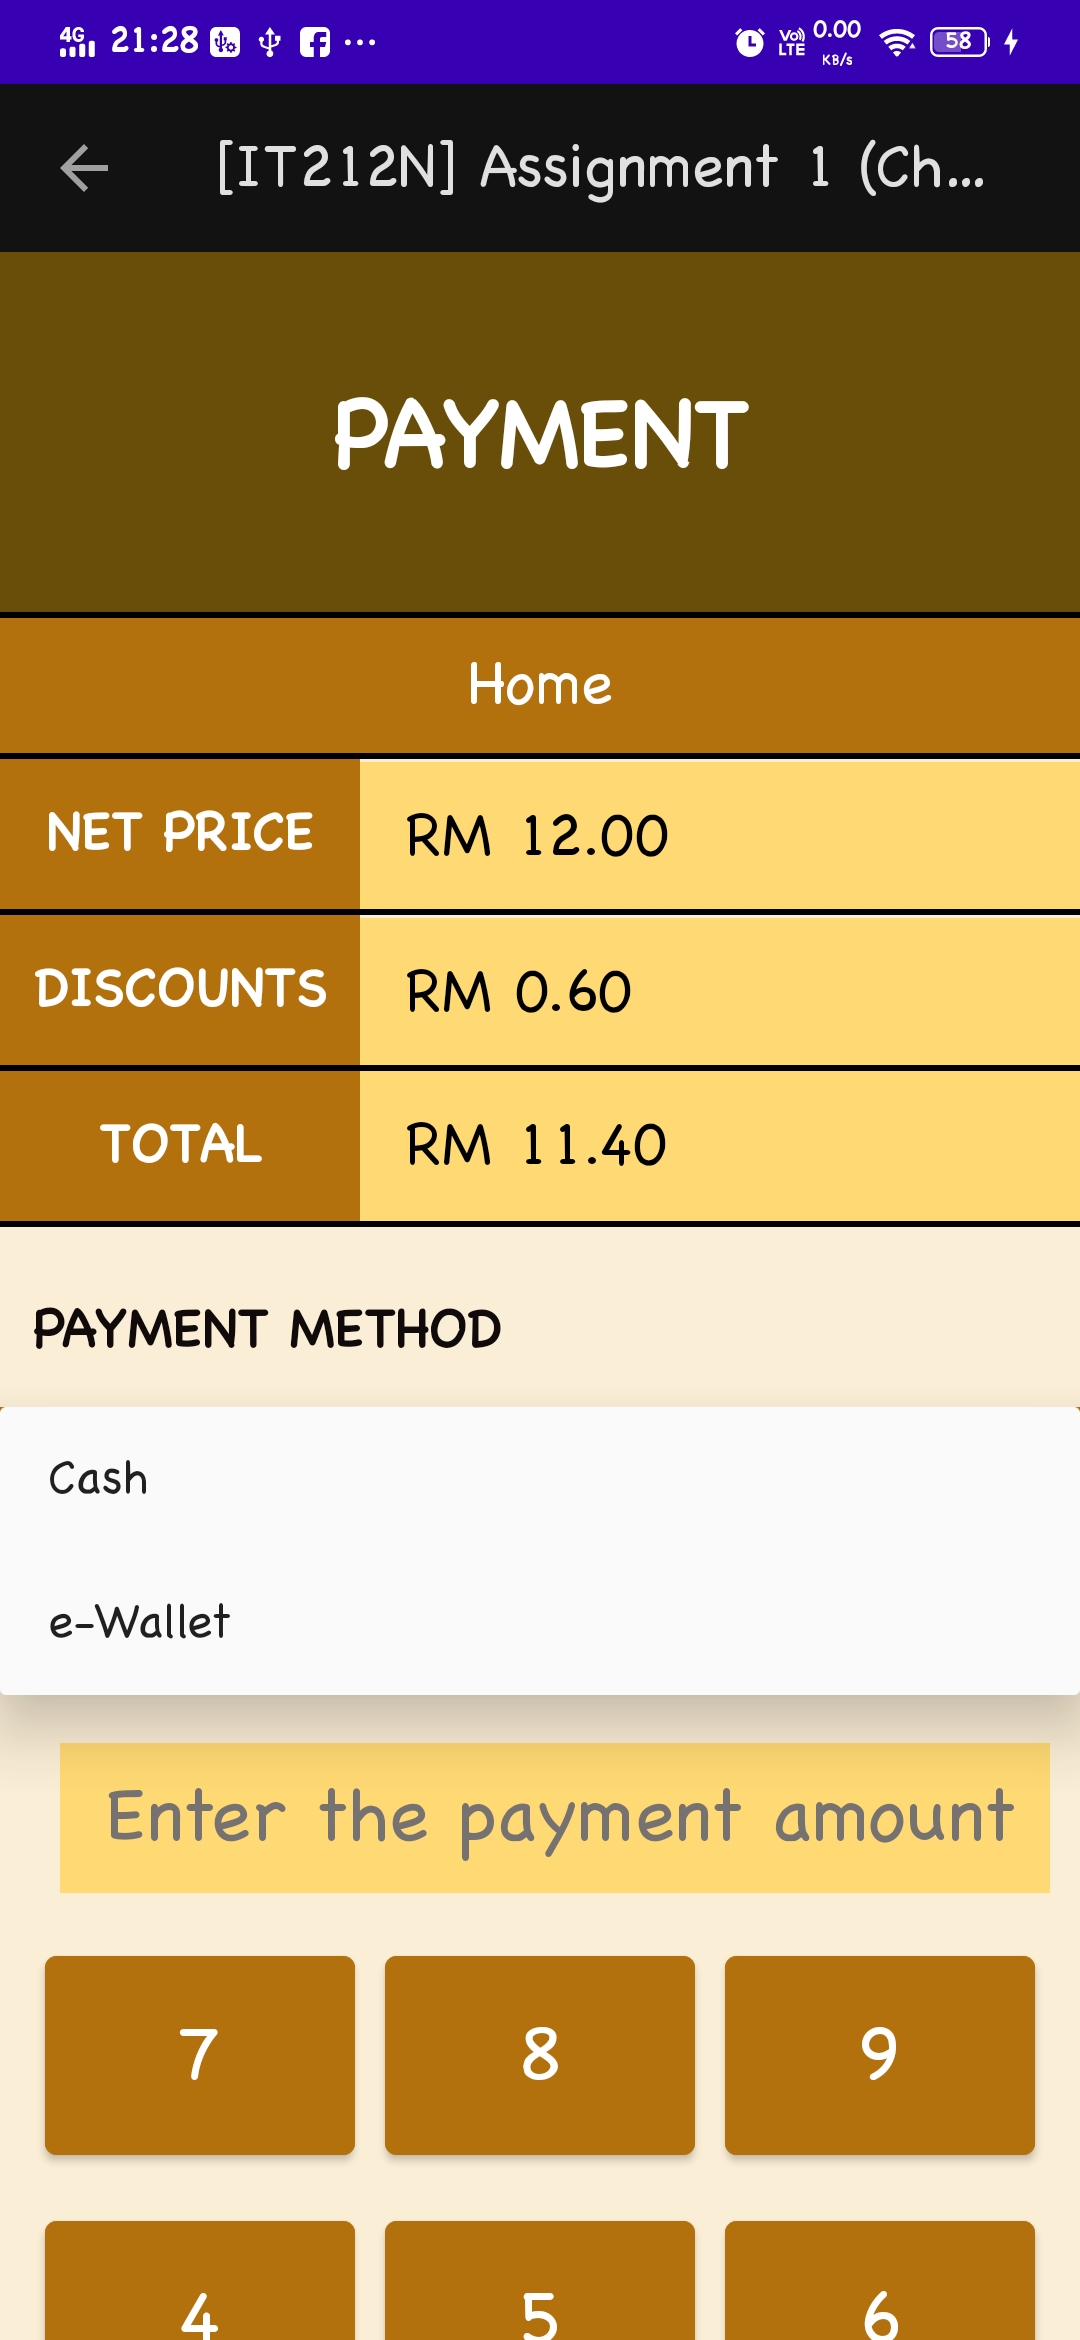 4G 21:28 ... Vo)) LTE 0.00 KB/s 58
[IT212N] Assignment 1 (Ch...
PAYMENT
Home
NET PRICE RM 12.00
DISCOUNTS RM 0.60
TOTAL RM 11.40
PAYMENT METHOD
Cash
e-Wallet
Enter the payment amount
7 8 9
4 5 6